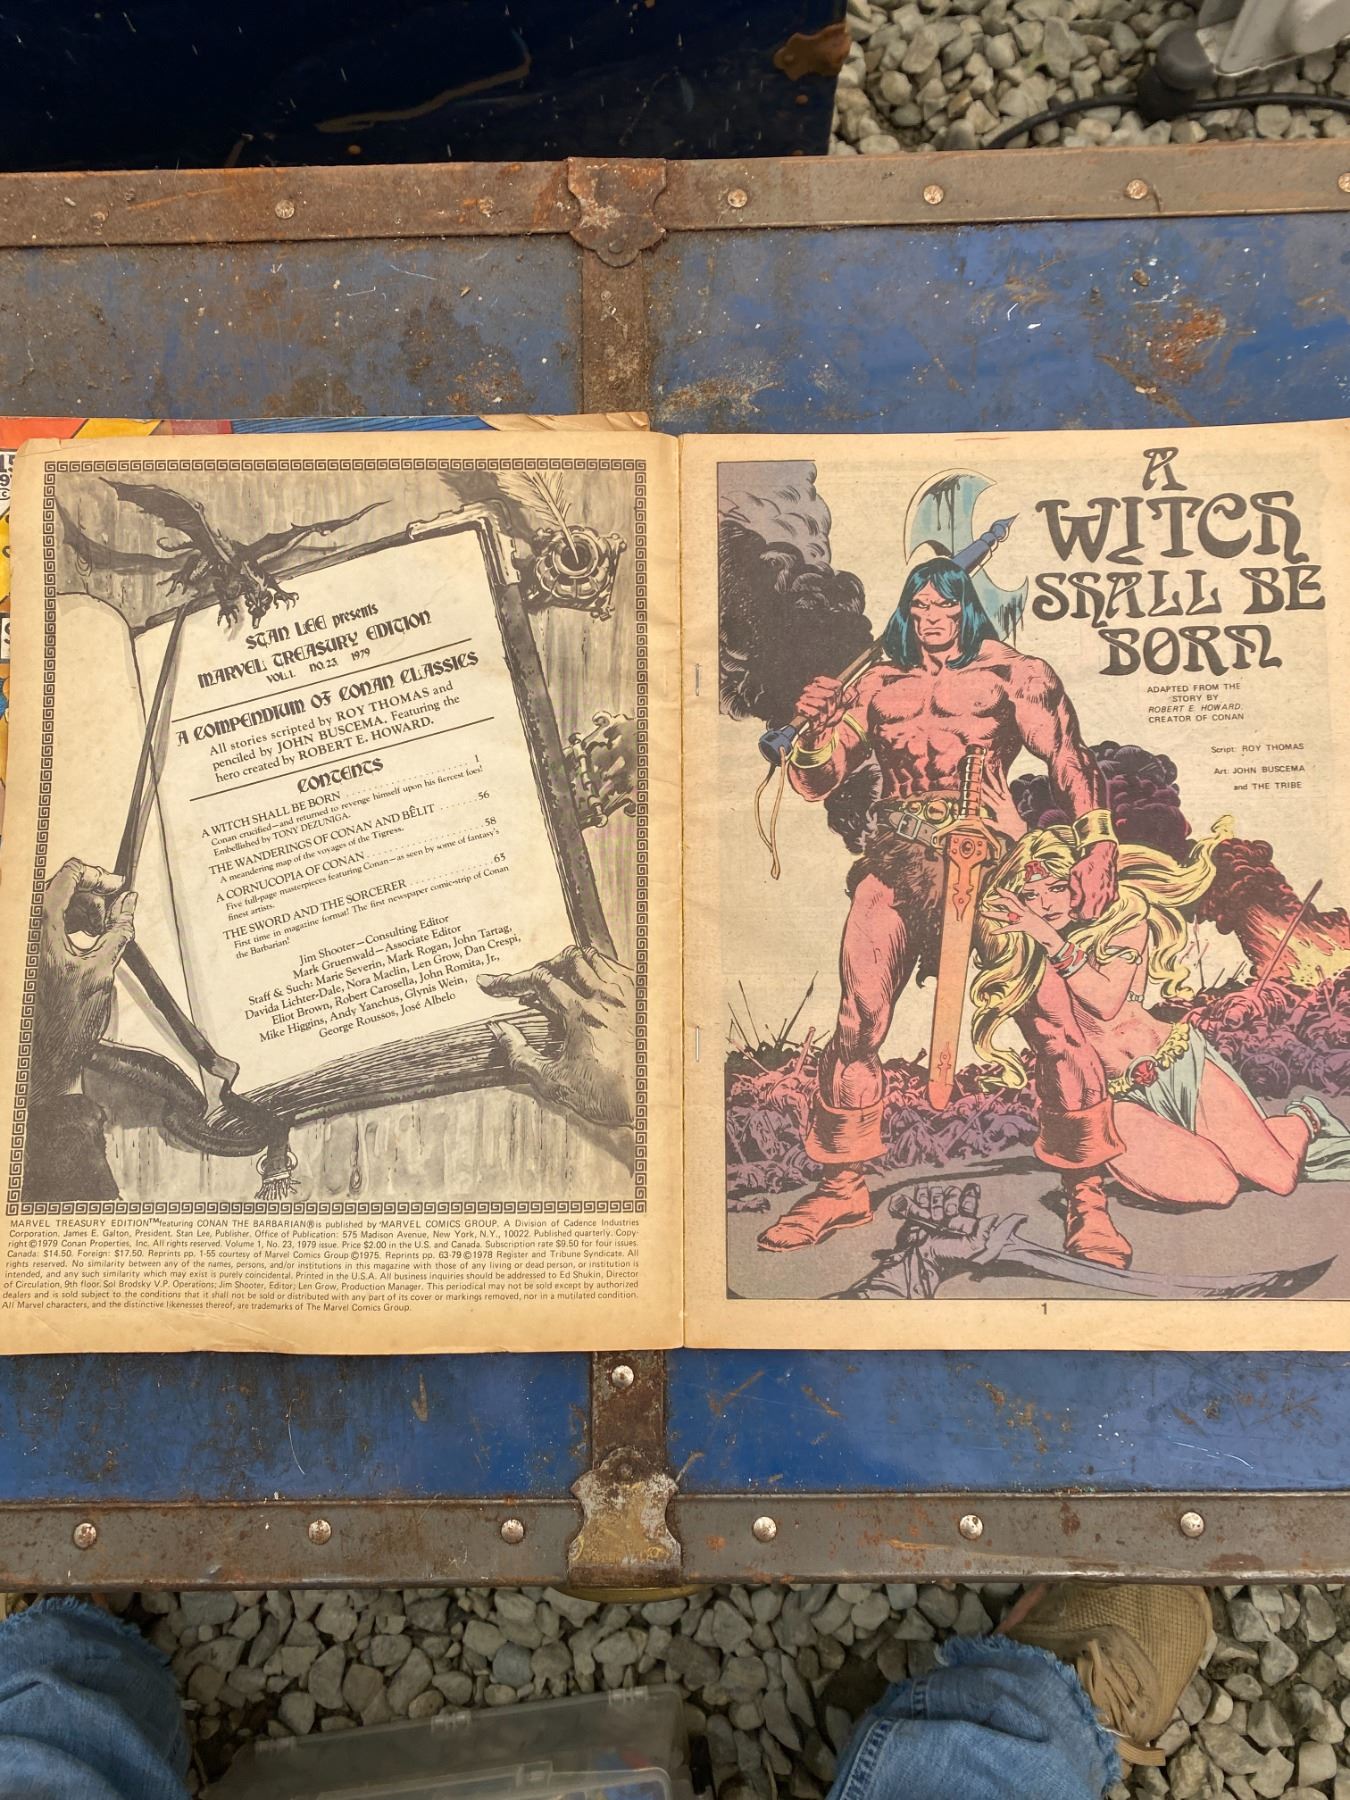 STAN LEE presents
MARVEL TREASURY EDITION
VOL.1. NO. 23 1979
A COMPENDIUM OF CONAN CLASSICS
All stories scripted by ROY THOMAS and
penciled by JOHN BUSCEMA. Featuring the
hero created by ROBERT E. HOWARD.
CONTENTS
A WITCH SHALL BE BORN . . . . . . . . . . . . . . . . 1
Conan crucified—and returned to revenge himself upon his fiercest foes!
Embellished by TONY DEZUNIGA.
THE WANDERINGS OF CONAN AND BÊLIT . . . . . . . 56
A meandering map of the voyages of the Tigress.
A CORNUCOPIA OF CONAN . . . . . . . . . . . . . . . . 58
Five full-page masterpieces featuring Conan—as seen by some of fantasy's
finest artists.
THE SWORD AND THE SORCERER . . . . . . . . . . . 63
First time in magazine format! The first newspaper comic-strip of Conan
the Barbarian!
Jim Shooter—Consulting Editor
Mark Gruenwald—Associate Editor
Staff & Such: Marie Severin, Mark Rogan, John Tartag,
Davida Lichter-Dale, Nora Maclin, Len Grow, Dan Crespi,
Eliot Brown, Robert Carosella, John Romita, Jr.,
Mike Higgins, Andy Yanchus, Glynis Wein,
George Roussos, José Albelo
MARVEL TREASURY EDITION™ featuring CONAN THE BARBARIAN® is published by MARVEL COMICS GROUP. A Division of Cadence Industries
Corporation. James E. Galton, President. Stan Lee, Publisher. Office of Publication: 575 Madison Avenue, New York, N.Y., 10022. Published quarterly. Copy-
right ©1979 Conan Properties, Inc. All rights reserved. Volume 1, No. 23, 1979 issue. Price $2.00 in the U.S. and Canada. Subscription rate $9.50 for four issues.
Canada: $14.50. Foreign: $17.50. Reprints pp. 1-55 courtesy of Marvel Comics Group ©1975. Reprints pp. 63-79 ©1978 Register and Tribune Syndicate. All
rights reserved. No similarity between any of the names, persons, and/or institutions in this magazine with those of any living or dead person, or institution is
intended, and any such similarity which may exist is purely coincidental. Printed in the U.S.A. All business inquiries should be addressed to Ed Shukin, Director
of Circulation, 9th floor. Sol Brodsky V.P. Operations; Jim Shooter, Editor; Len Grow, Production Manager. This periodical may not be sold except by authorized
dealers and is sold subject to the conditions that it shall not be sold or distributed with any part of its cover or markings removed, nor in a mutilated condition.
All Marvel characters, and the distinctive likenesses thereof, are trademarks of The Marvel Comics Group.
A
WITCH
SHALL BE
BORN
ADAPTED FROM THE
STORY BY
ROBERT E. HOWARD,
CREATOR OF CONAN
Script: ROY THOMAS
Art: JOHN BUSCEMA
and THE TRIBE
1